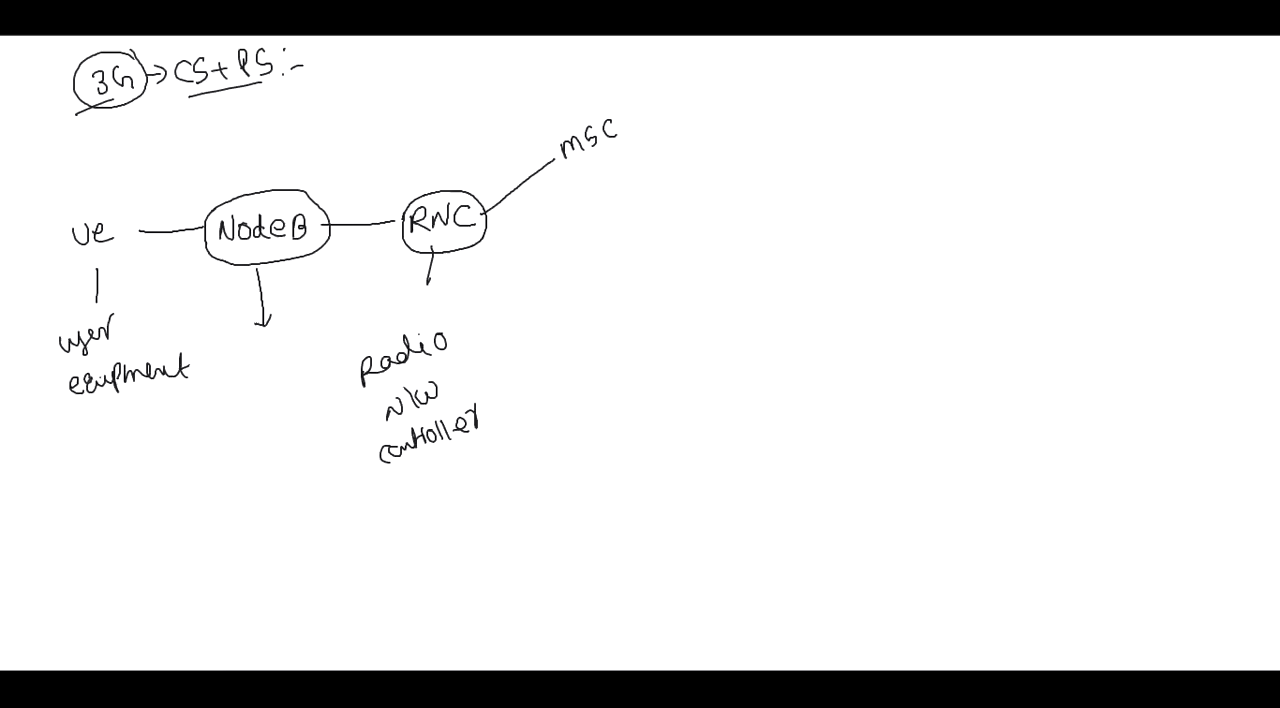 3G → CS + PS :-
MSC
UE
NodeB
RNC
user
equipment
Radio
N/W
controller